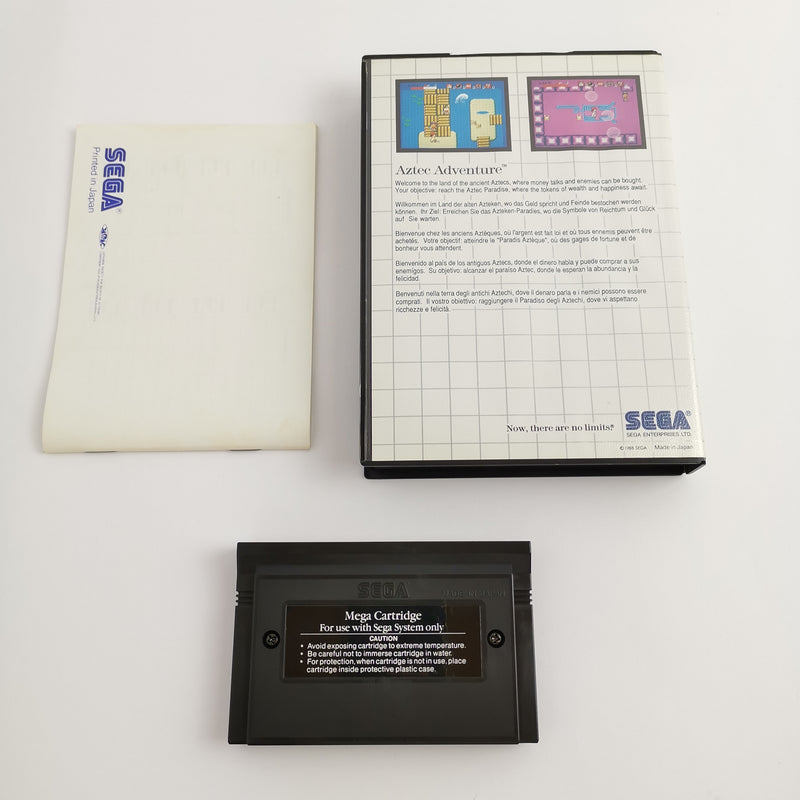 SEGA®
Printed in Japan
Aztec Adventure™
Welcome to the land of the ancient Aztecs, where money talks and enemies can be bought.
Your objective: reach the Aztec Paradise, where the tokens of wealth and happiness await.
Willkommen im Land der alten Azteken, wo das Geld spricht und Feinde bestochen werden
können. Ihr Ziel: Erreichen Sie das Azteken-Paradies, wo die Symbole von Reichtum und Glück
auf Sie warten.
Bienvenue chez les anciens Aztèques, où l'argent est fait loi et où tous ennemis peuvent être
achetés. Votre objectif: atteindre le "Paradis Aztèque", où des gages de fortune et de
bonheur vous attendent.
Bienvenido al país de los antiguos Aztecs, donde el dinero habla y puede comprar a sus
enemigos. Su objetivo: alcanzar el paraíso Aztec, donde le esperan la abundancia y la
felicidad.
Benvenuti nella terra degli antichi Aztechi, dove il denaro parla e i nemici possono essere
comprati. Il vostro obiettivo: raggiungere il Paradiso degli Aztechi, dove vi aspettano
ricchezze e felicità.
Now, there are no limits!®
SEGA®
SEGA ENTERPRISES LTD.
© 1988 SEGA Made in Japan
SEGA
MADE IN JAPAN
Mega Cartridge
For use with Sega System only
CAUTION
• Avoid exposing cartridge to extreme temperature.
• Be careful not to immerse cartridge in water.
• For protection, when cartridge is not in use, place
cartridge inside protective plastic case.